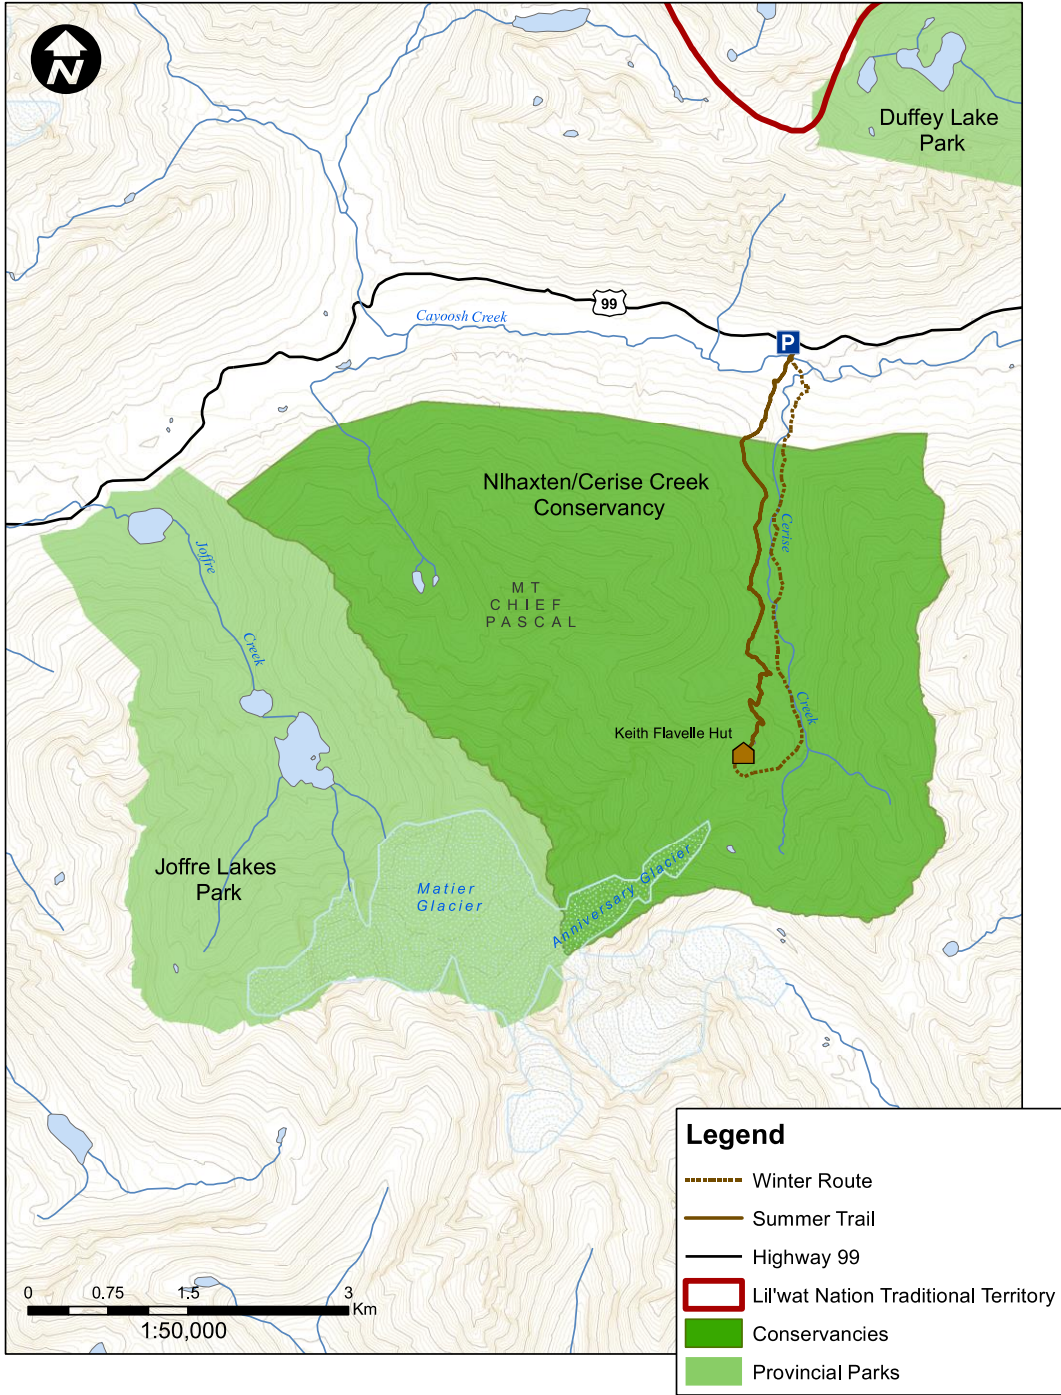 N
Duffey Lake
Park
99
Cayoosh Creek
P
Nlhaxten/Cerise Creek
Conservancy
Cerise
Joffre
MT
CHIEF
PASCAL
Creek
Creek
Keith Flavelle Hut
Joffre Lakes
Park
Matier
Glacier
Anniversary Glacier
Legend
Winter Route
Summer Trail
Highway 99
Lil'wat Nation Traditional Territory
Conservancies
Provincial Parks
0 0.75 1.5 3
Km
1:50,000